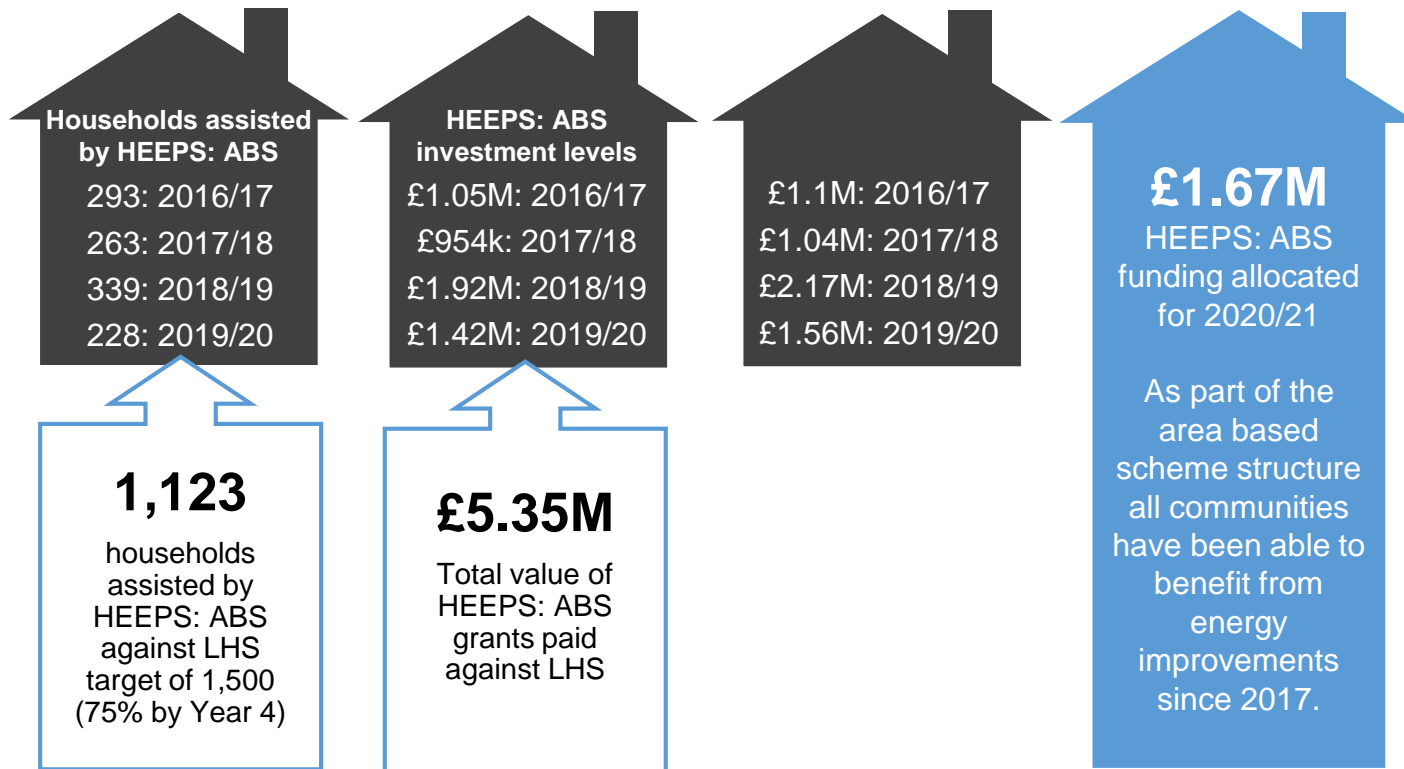 Households assisted
by HEEPS: ABS
293: 2016/17
263: 2017/18
339: 2018/19
228: 2019/20
HEEPS: ABS
investment levels
£1.05M: 2016/17
£954k: 2017/18
£1.92M: 2018/19
£1.42M: 2019/20
£1.1M: 2016/17
£1.04M: 2017/18
£2.17M: 2018/19
£1.56M: 2019/20
£1.67M
HEEPS: ABS
funding allocated
for 2020/21
As part of the
area based
scheme structure
all communities
have been able to
benefit from
energy
improvements
since 2017.
1,123
households
assisted by
HEEPS: ABS
against LHS
target of 1,500
(75% by Year 4)
£5.35M
Total value of
HEEPS: ABS
grants paid
against LHS